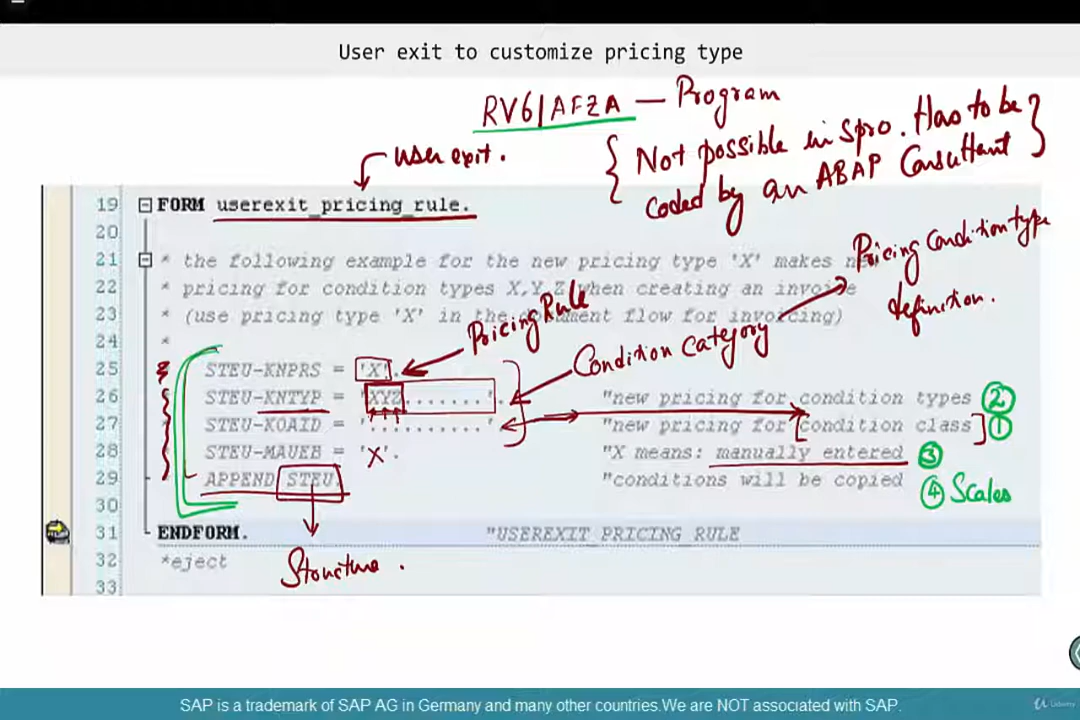 User exit to customize pricing type
RV61AFZA — Program
User exit.
{ Not possible in Spro. Has to be
coded by an ABAP Consultant }
19 FORM userexit_pricing_rule.
20
Pricing Condition type
definition.
21 * the following example for the new pricing type 'X' makes ne
22 * pricing for condition types X,Y,Z when creating an invoice
23 * (use pricing type 'X' in the document flow for invoicing)
Pricing Rule
Condition Category
24 *
25 STEU-KNPRS = 'X'.
26 STEU-KNTYP = 'XYZ.......'. "new pricing for condition types 2
27 STEU-KOAID = '..........' "new pricing for [condition class] 1
28 STEU-MAUEB = 'X'. "X means: manually entered 3
29 APPEND STEU. "conditions will be copied 4 Scales
30
31 ENDFORM. "USEREXIT_PRICING_RULE
32 *eject
Structure.
33
SAP is a trademark of SAP AG in Germany and many other countries.We are NOT associated with SAP.
Udemy